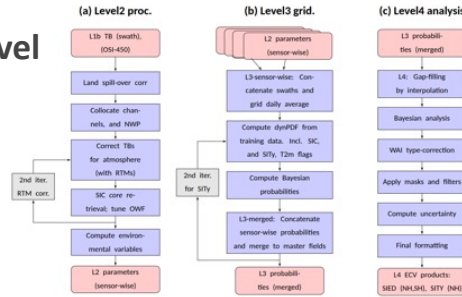 vel
(a) Level2 proc.
L1b TB (swath),
(OSI-450)
Land spill-over corr
Collocate chan-
nels, and NWP
Correct TBs
for atmosphere
(with RTMs)
2nd iter.
RTM corr.
SIC core re-
trieval; tune OWF
Compute environ-
mental variables
L2 parameters
(sensor-wise)
(b) Level3 grid.
L2 parameters
(sensor-wise)
L3-sensor-wise: Con-
catenate swaths and
grid daily average
Compute dynPDF from
training data. Incl. SIC,
and SITy, T2m flags
2nd iter.
for SITy
Compute Bayesian
probabilities
L3-merged: Concatenate
sensor-wise probabilities
and merge to master fields
L3 probabili-
ties (merged)
(c) Level4 analysis
L3 probabili-
ties (merged)
L4: Gap-filling
by interpolation
Bayesian analysis
WAI type-correction
Apply masks and filters
Compute uncertainty
Final formatting
L4 ECV products:
SIED (NH,SH), SITY (NH)